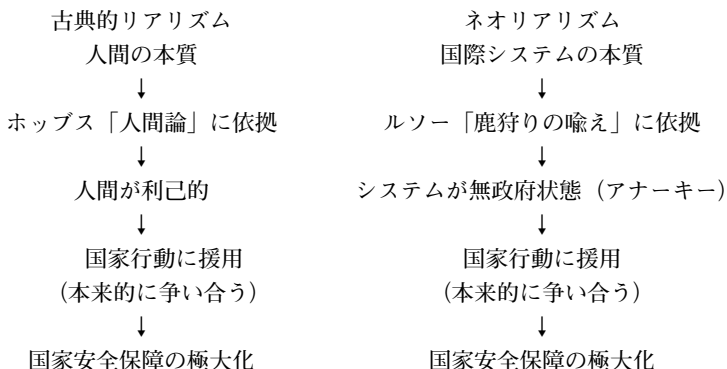 古典的リアリズム
人間の本質
↓
ホッブス「人間論」に依拠
↓
人間が利己的
↓
国家行動に援用
(本来的に争い合う)
↓
国家安全保障の極大化
ネオリアリズム
国際システムの本質
↓
ルソー「鹿狩りの喩え」に依拠
↓
システムが無政府状態(アナーキー)
↓
国家行動に援用
(本来的に争い合う)
↓
国家安全保障の極大化